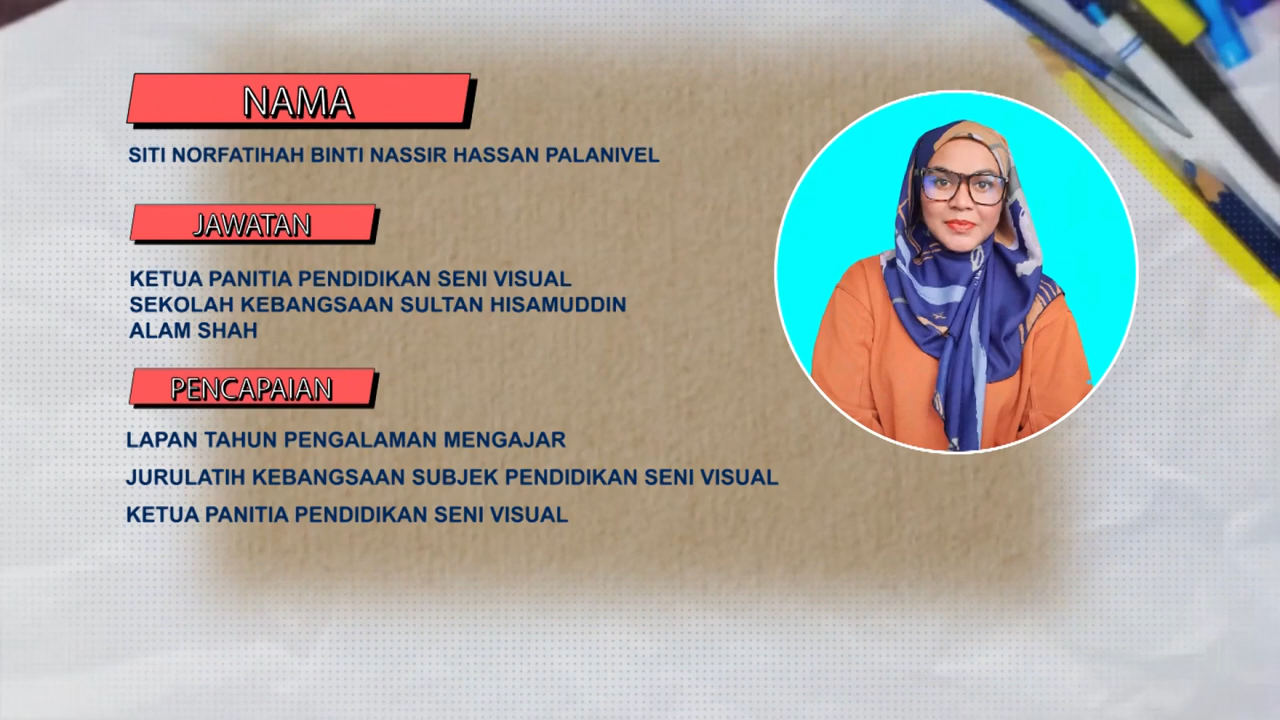 NAMA
SITI NORFATIHAH BINTI NASSIR HASSAN PALANIVEL
JAWATAN
KETUA PANITIA PENDIDIKAN SENI VISUAL
SEKOLAH KEBANGSAAN SULTAN HISAMUDDIN
ALAM SHAH
PENCAPAIAN
LAPAN TAHUN PENGALAMAN MENGAJAR
JURULATIH KEBANGSAAN SUBJEK PENDIDIKAN SENI VISUAL
KETUA PANITIA PENDIDIKAN SENI VISUAL